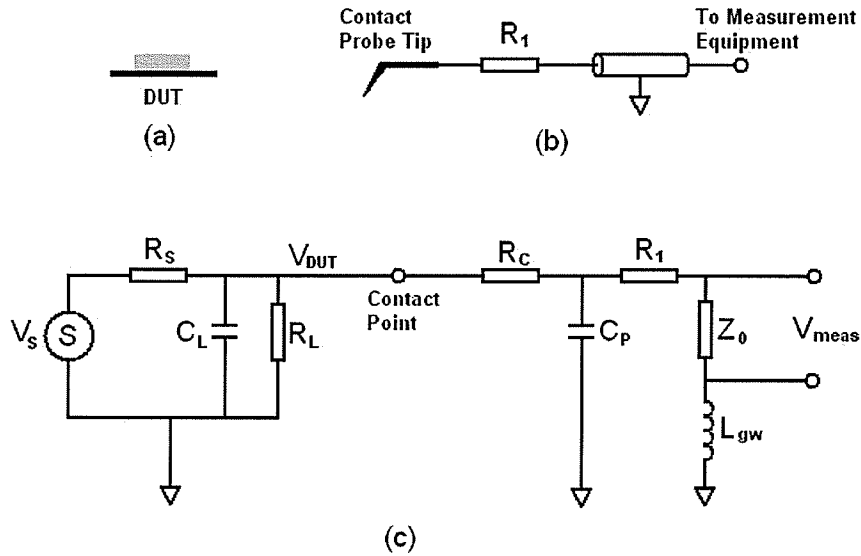 Contact
Probe Tip
R1
To Measurement
Equipment
DUT
(a)
(b)
RS
VDUT
Contact
Point
RC
R1
VS
S
CL
RL
CP
Z0
Vmeas
Lgw
(c)